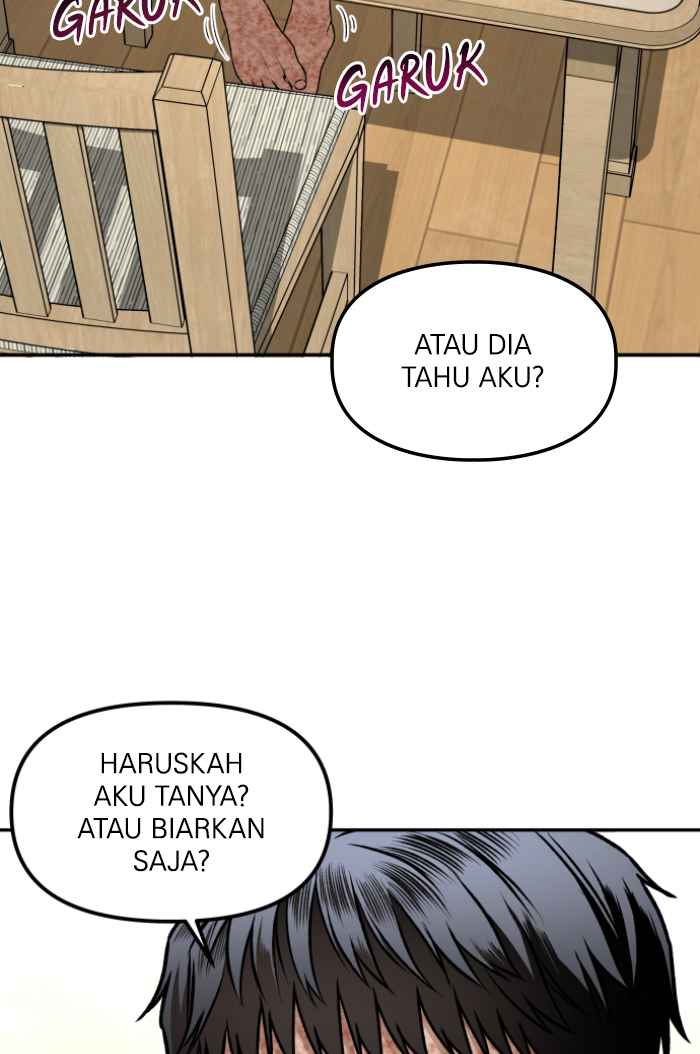 GARUK
GARUK
ATAU DIA
TAHU AKU?
HARUSKAH
AKU TANYA?
ATAU BIARKAN
SAJA?